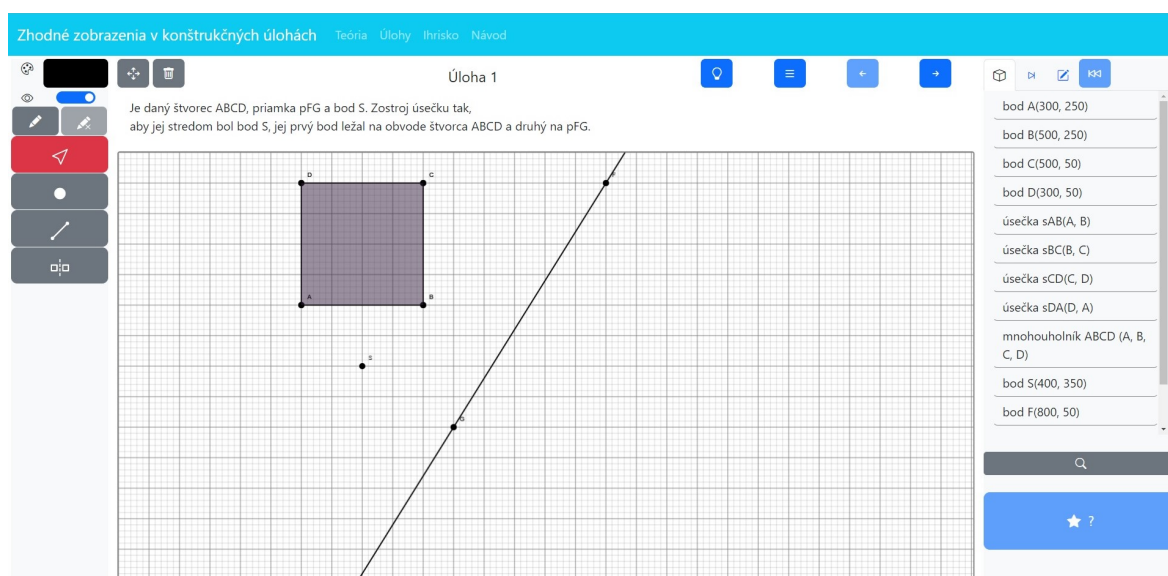 Zhodné zobrazenia v konštrukčných úlohách Teória Úlohy Ihrisko Návod
Úloha 1
Je daný štvorec ABCD, priamka pFG a bod S. Zostroj úsečku tak,
aby jej stredom bol bod S, jej prvý bod ležal na obvode štvorca ABCD a druhý na pFG.
D
C
F
A
B
S
G
bod A(300, 250)
bod B(500, 250)
bod C(500, 50)
bod D(300, 50)
úsečka sAB(A, B)
úsečka sBC(B, C)
úsečka sCD(C, D)
úsečka sDA(D, A)
mnohouholník ABCD (A, B,
C, D)
bod S(400, 350)
bod F(800, 50)
?